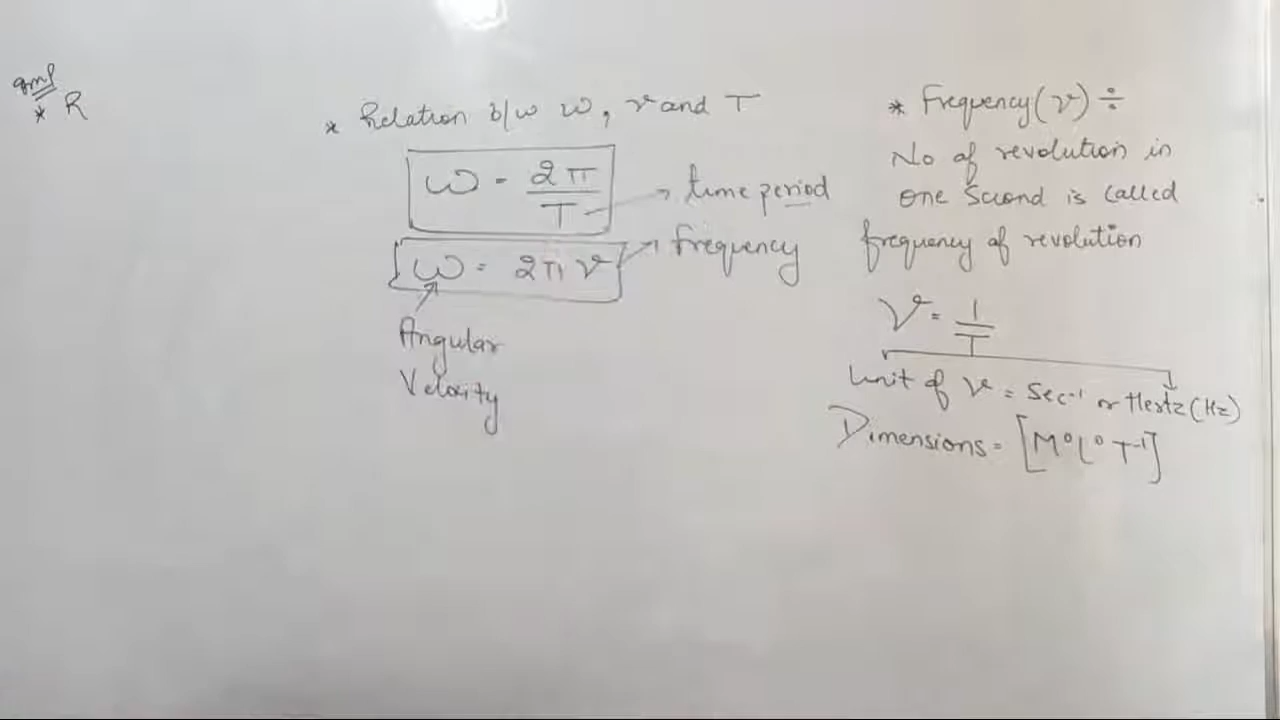 Imp
* R
* Relation b/w ω, ν and T
ω = 2π/T → time period
ω = 2πν → frequency
Angular
Velocity
* Frequency(ν) ÷
No of revolution in
one Second is called
frequency of revolution
ν = 1/T
Unit of ν = Sec⁻¹ or Hertz(Hz)
Dimensions = [M⁰L⁰T⁻¹]